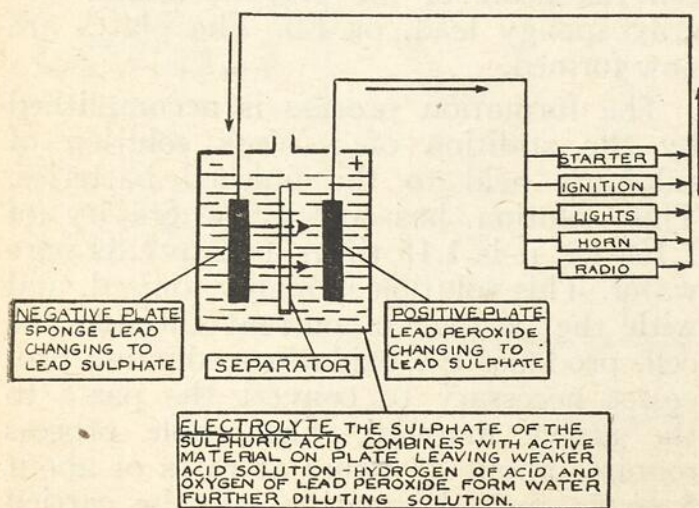 +
STARTER
IGNITION
LIGHTS
HORN
RADIO
NEGATIVE PLATE
SPONGE LEAD
CHANGING TO
LEAD SULPHATE
SEPARATOR
POSITIVE PLATE
LEAD PEROXIDE
CHANGING TO
LEAD SULPHATE
ELECTROLYTE THE SULPHATE OF THE
SULPHURIC ACID COMBINES WITH ACTIVE
MATERIAL ON PLATE LEAVING WEAKER
ACID SOLUTION-HYDROGEN OF ACID AND
OXYGEN OF LEAD PEROXIDE FORM WATER
FURTHER DILUTING SOLUTION.